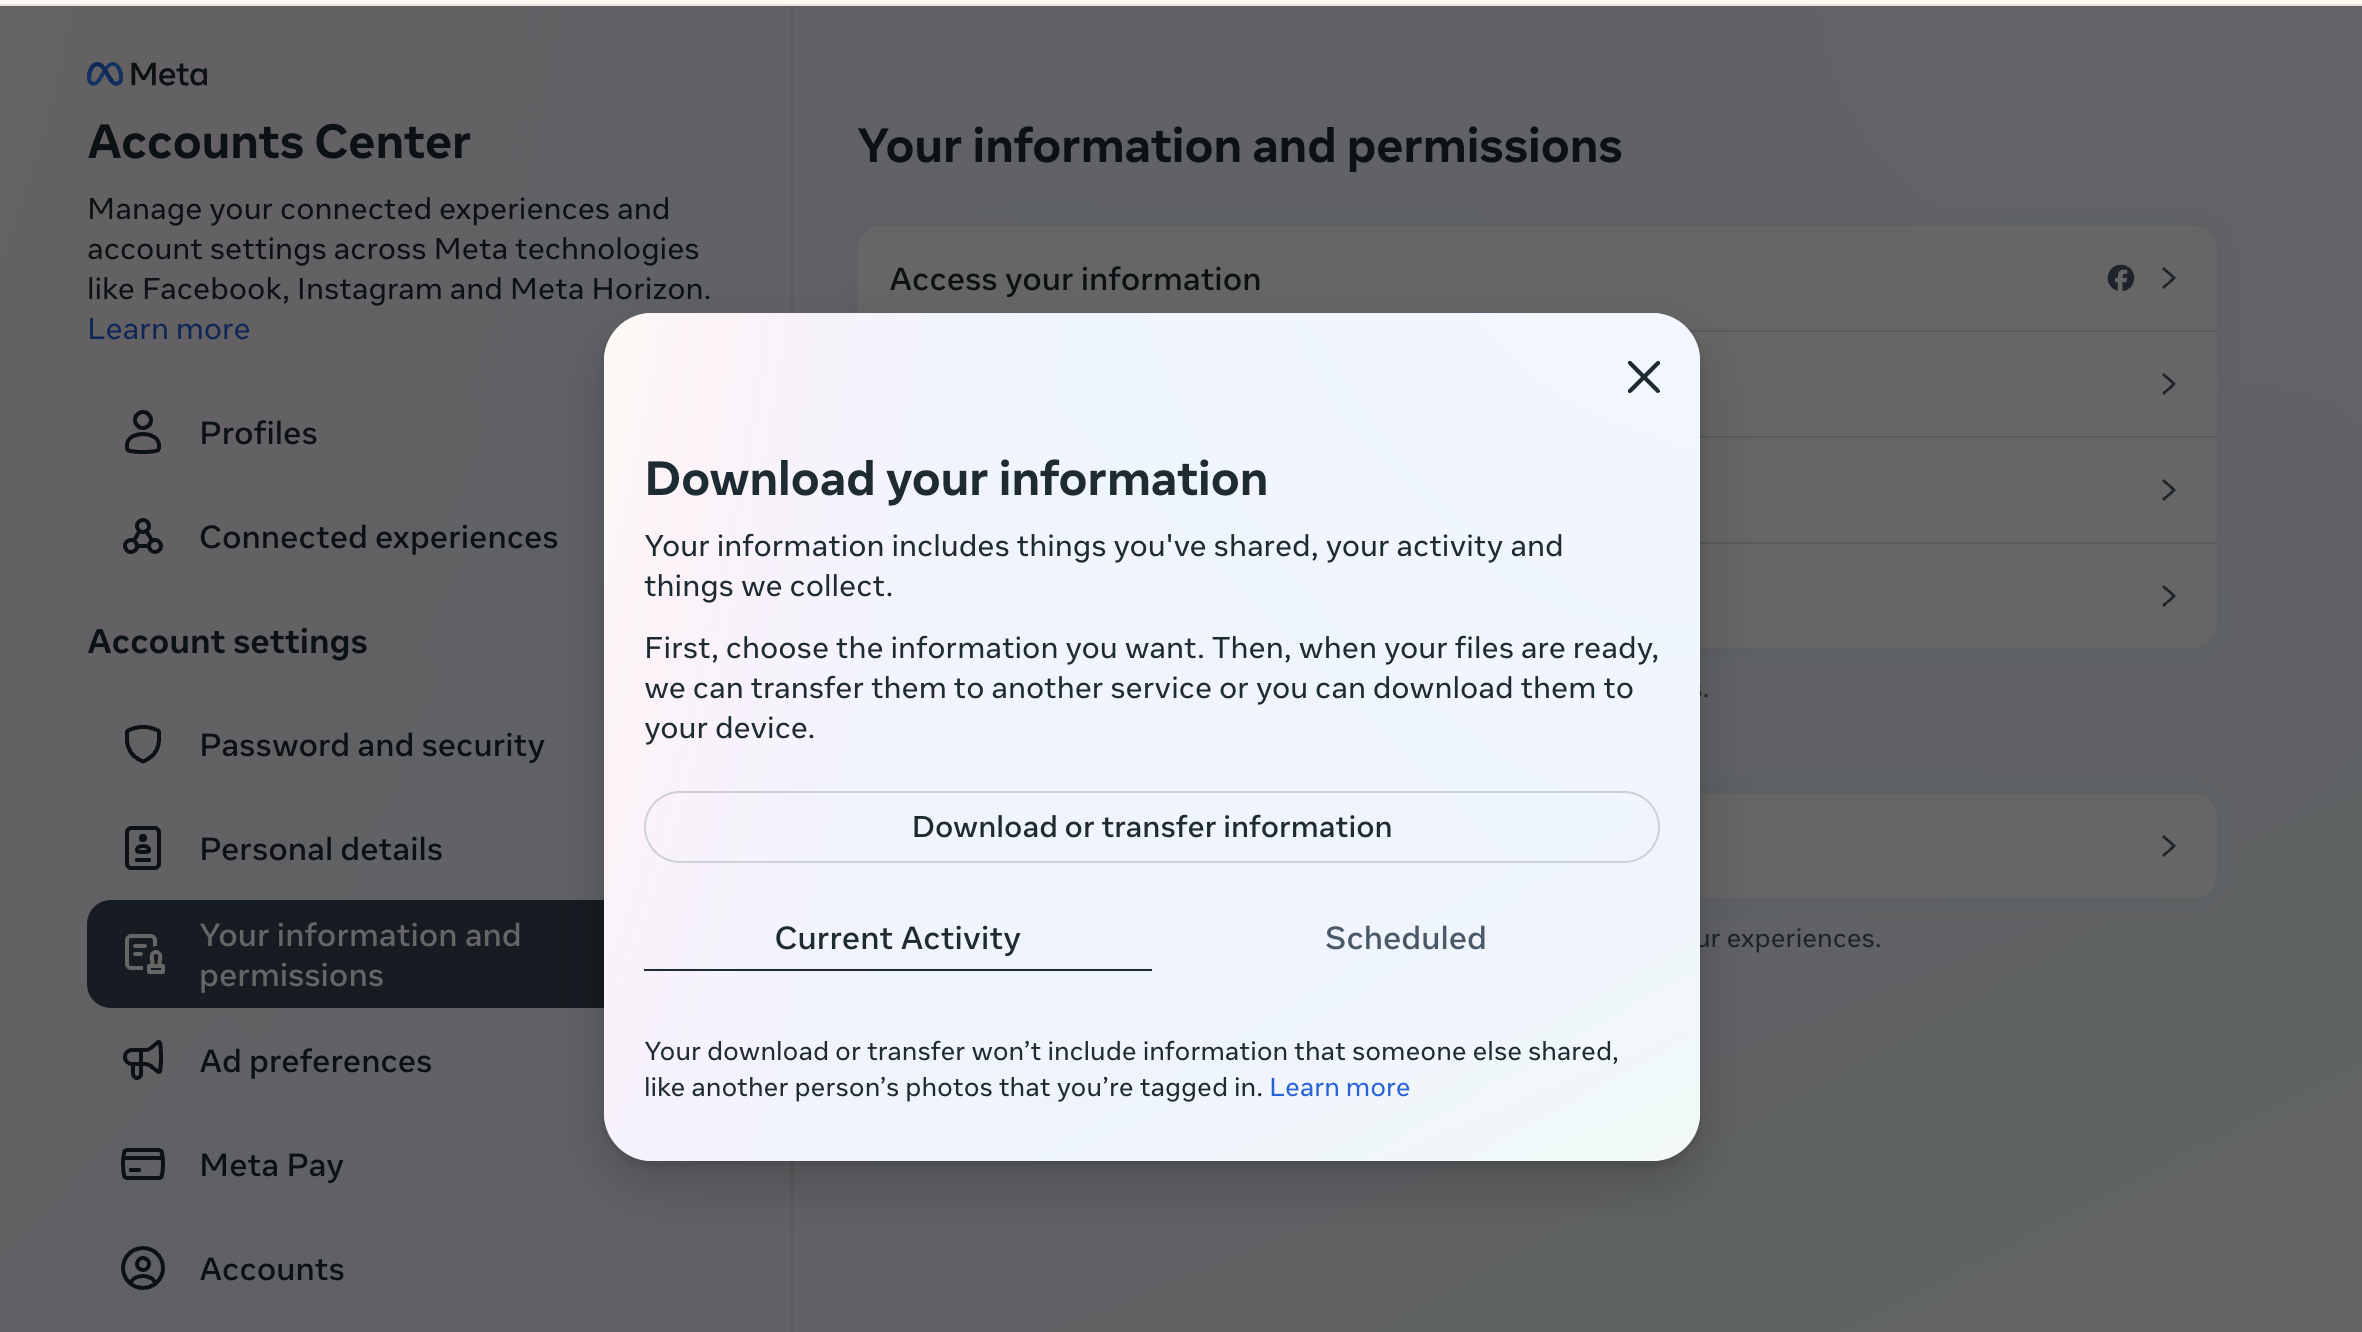 Meta
Accounts Center
Manage your connected experiences and
account settings across Meta technologies
like Facebook, Instagram and Meta Horizon.
Learn more
Profiles
Connected experiences
Account settings
Password and security
Personal details
Your information and
permissions
Ad preferences
Meta Pay
Accounts
Your information and permissions
Access your information
Download your information
Your information includes things you've shared, your activity and
things we collect.
First, choose the information you want. Then, when your files are ready,
we can transfer them to another service or you can download them to
your device.
Download or transfer information
Current Activity
Scheduled
Your download or transfer won’t include information that someone else shared,
like another person’s photos that you’re tagged in. Learn more
experiences.